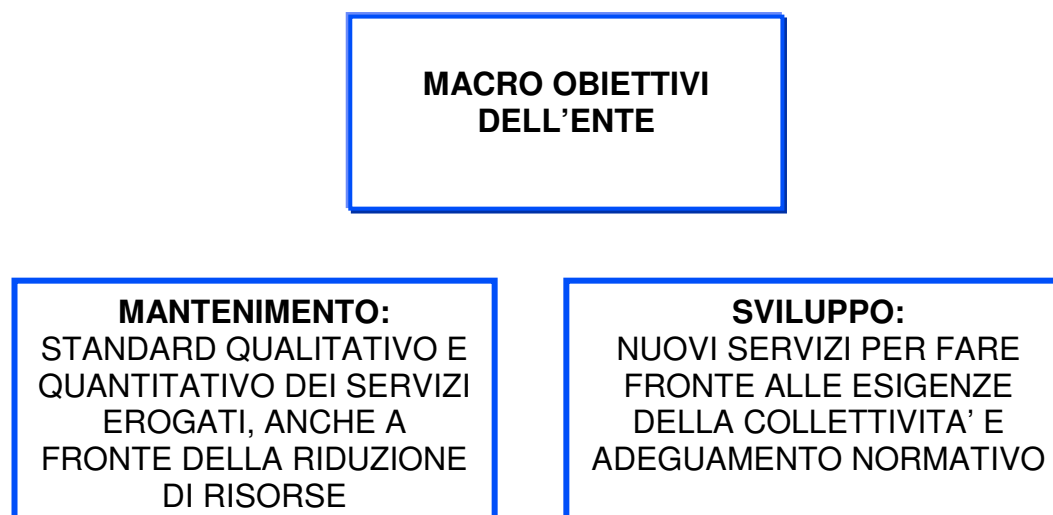 MACRO OBIETTIVI
DELL’ENTE
MANTENIMENTO:
STANDARD QUALITATIVO E
QUANTITATIVO DEI SERVIZI
EROGATI, ANCHE A
FRONTE DELLA RIDUZIONE
DI RISORSE
SVILUPPO:
NUOVI SERVIZI PER FARE
FRONTE ALLE ESIGENZE
DELLA COLLETTIVITA’ E
ADEGUAMENTO NORMATIVO